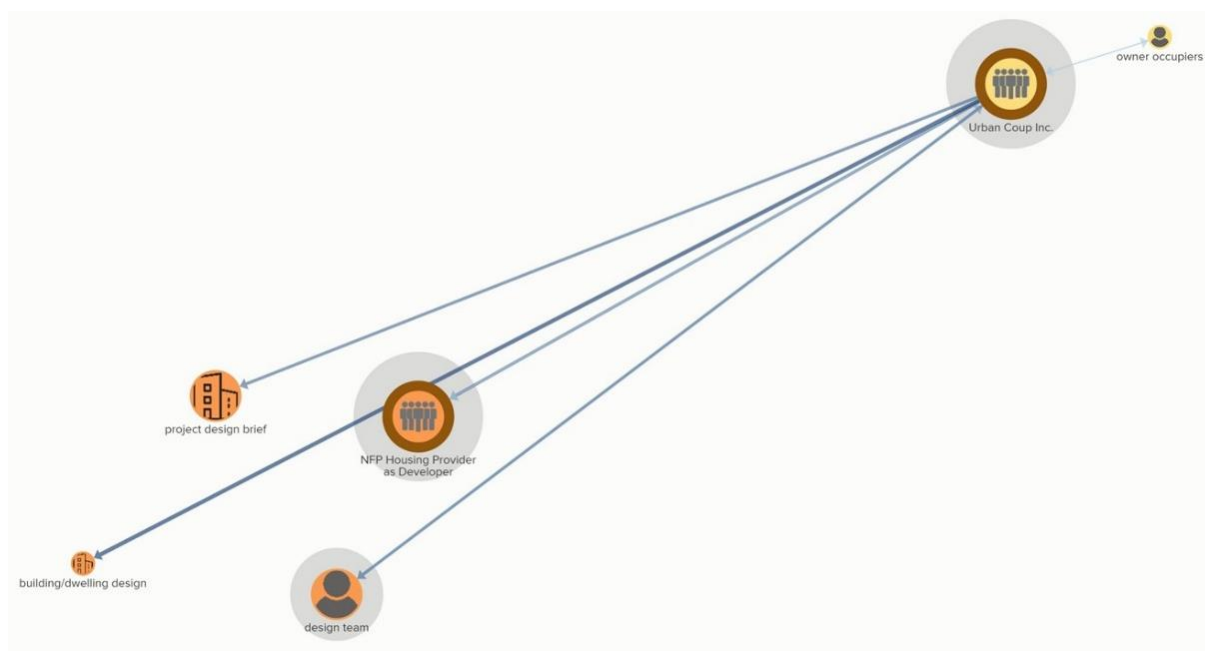 owner occupiers
Urban Coup Inc.
project design brief
NFP Housing Provider
as Developer
building/dwelling design
design team